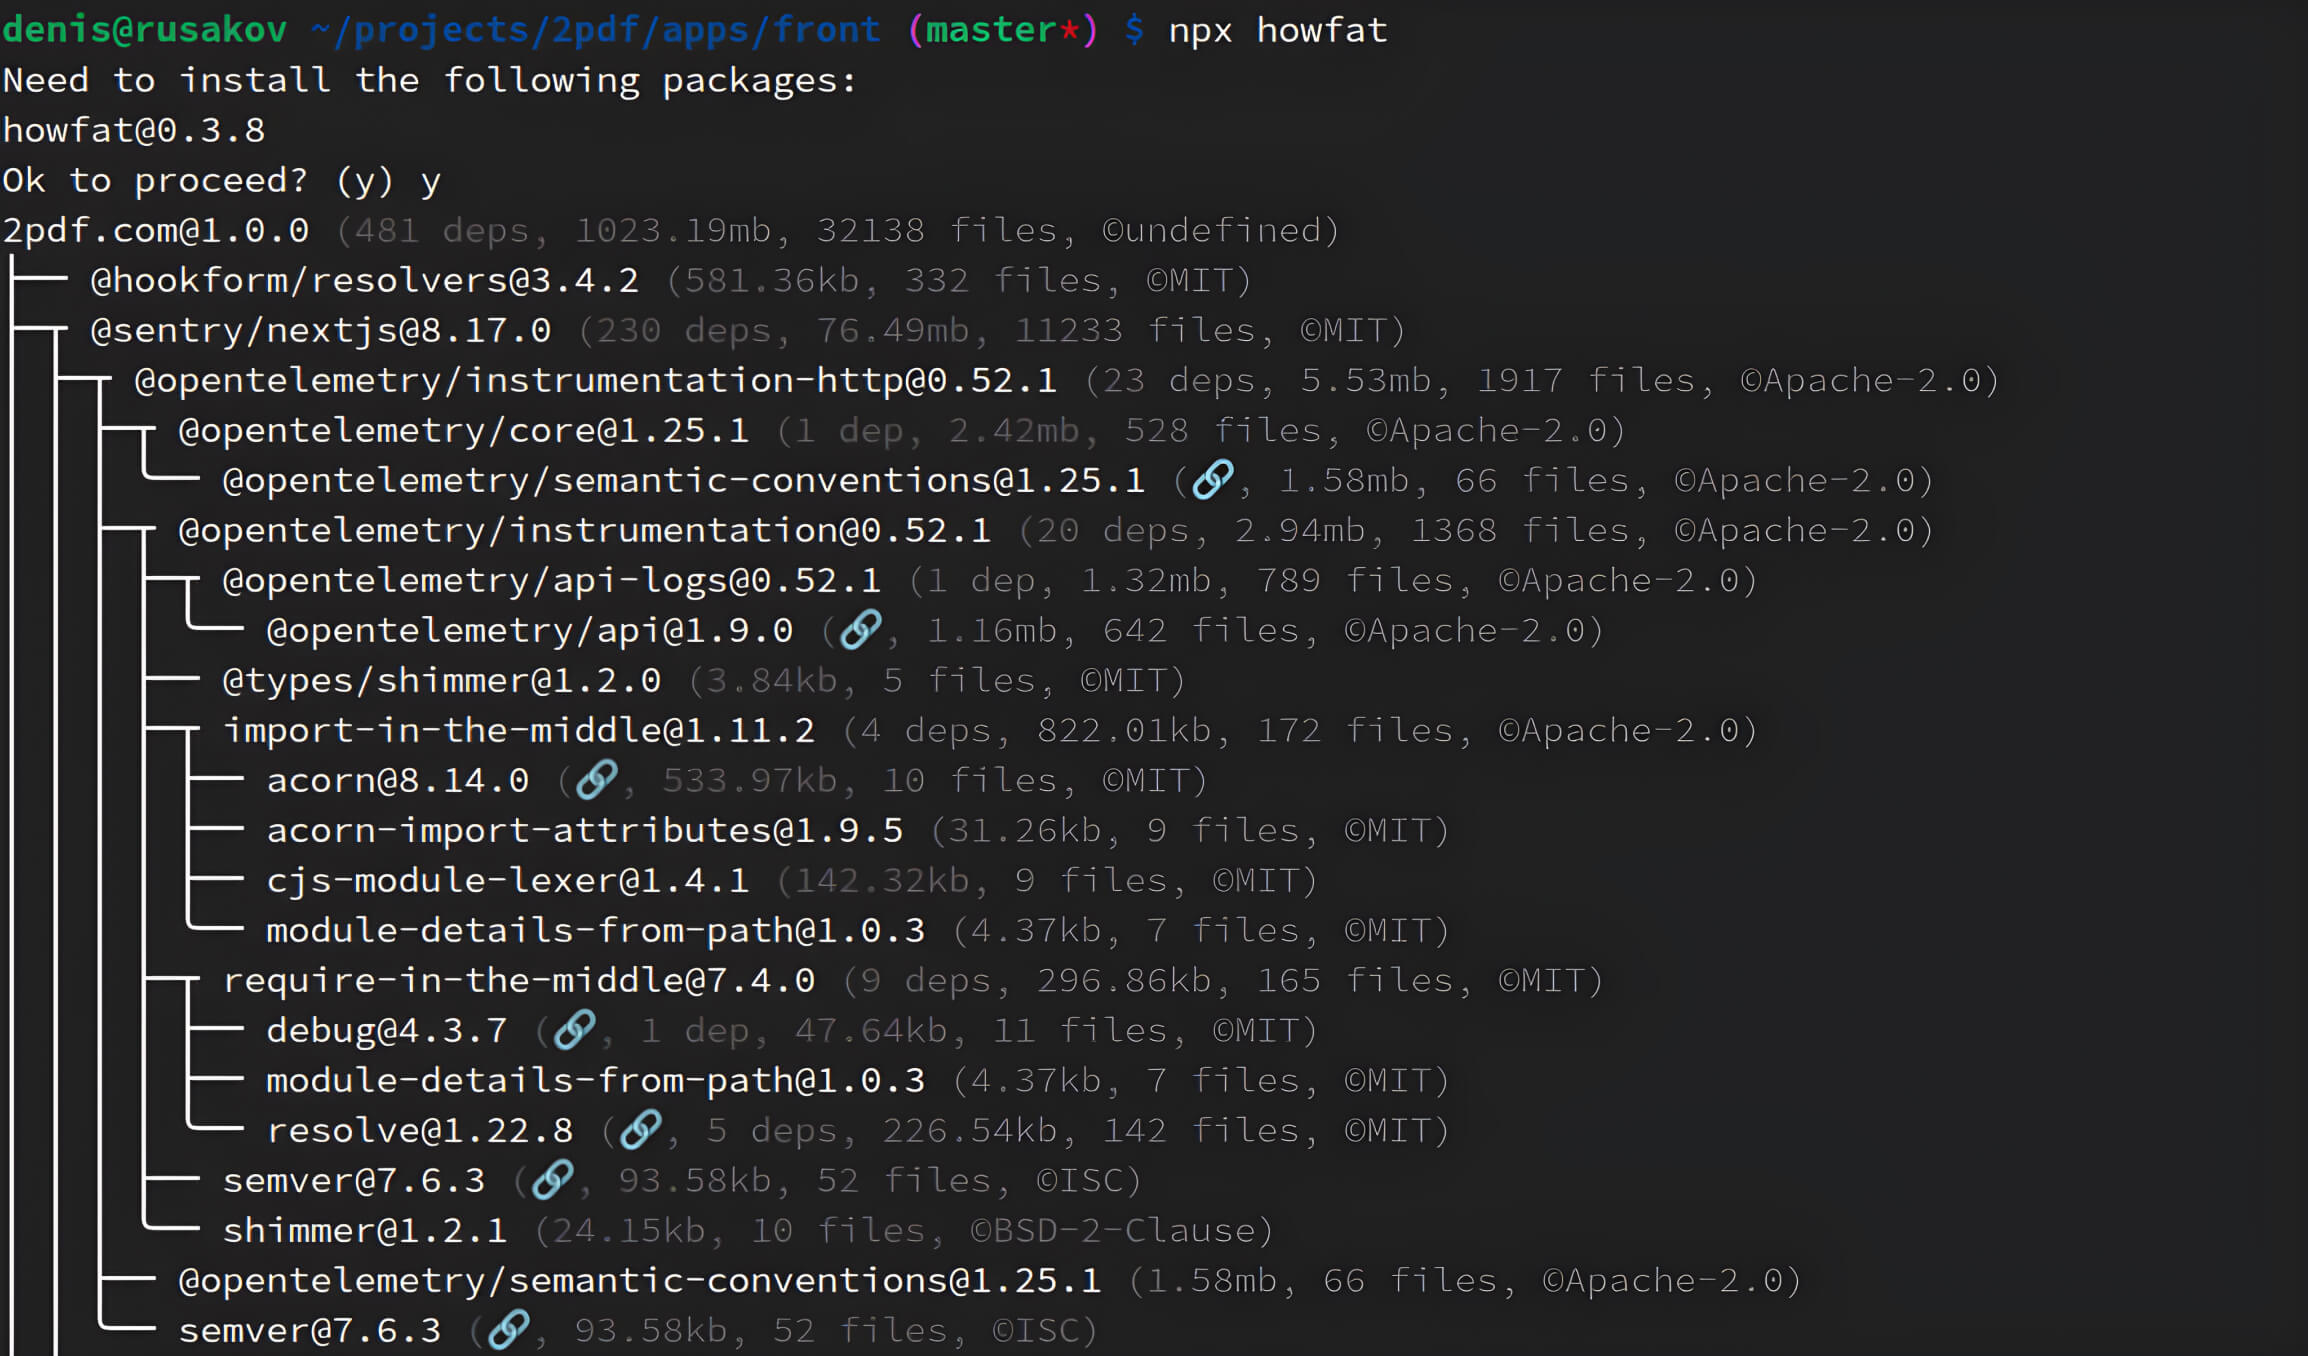 denis@rusakov ~/projects/2pdf/apps/front (master*) $ npx howfat
Need to install the following packages:
howfat@0.3.8
Ok to proceed? (y) y
2pdf.com@1.0.0 (481 deps, 1023.19mb, 32138 files, ©undefined)
@hookform/resolvers@3.4.2 (581.36kb, 332 files, ©MIT)
@sentry/nextjs@8.17.0 (230 deps, 76.49mb, 11233 files, ©MIT)
@opentelemetry/instrumentation-http@0.52.1 (23 deps, 5.53mb, 1917 files, ©Apache-2.0)
@opentelemetry/core@1.25.1 (1 dep, 2.42mb, 528 files, ©Apache-2.0)
@opentelemetry/semantic-conventions@1.25.1 (🔗, 1.58mb, 66 files, ©Apache-2.0)
@opentelemetry/instrumentation@0.52.1 (20 deps, 2.94mb, 1368 files, ©Apache-2.0)
@opentelemetry/api-logs@0.52.1 (1 dep, 1.32mb, 789 files, ©Apache-2.0)
@opentelemetry/api@1.9.0 (🔗, 1.16mb, 642 files, ©Apache-2.0)
@types/shimmer@1.2.0 (3.84kb, 5 files, ©MIT)
import-in-the-middle@1.11.2 (4 deps, 822.01kb, 172 files, ©Apache-2.0)
acorn@8.14.0 (🔗, 533.97kb, 10 files, ©MIT)
acorn-import-attributes@1.9.5 (31.26kb, 9 files, ©MIT)
cjs-module-lexer@1.4.1 (142.32kb, 9 files, ©MIT)
module-details-from-path@1.0.3 (4.37kb, 7 files, ©MIT)
require-in-the-middle@7.4.0 (9 deps, 296.86kb, 165 files, ©MIT)
debug@4.3.7 (🔗, 1 dep, 47.64kb, 11 files, ©MIT)
module-details-from-path@1.0.3 (4.37kb, 7 files, ©MIT)
resolve@1.22.8 (🔗, 5 deps, 226.54kb, 142 files, ©MIT)
semver@7.6.3 (🔗, 93.58kb, 52 files, ©ISC)
shimmer@1.2.1 (24.15kb, 10 files, ©BSD-2-Clause)
@opentelemetry/semantic-conventions@1.25.1 (1.58mb, 66 files, ©Apache-2.0)
semver@7.6.3 (🔗, 93.58kb, 52 files, ©ISC)